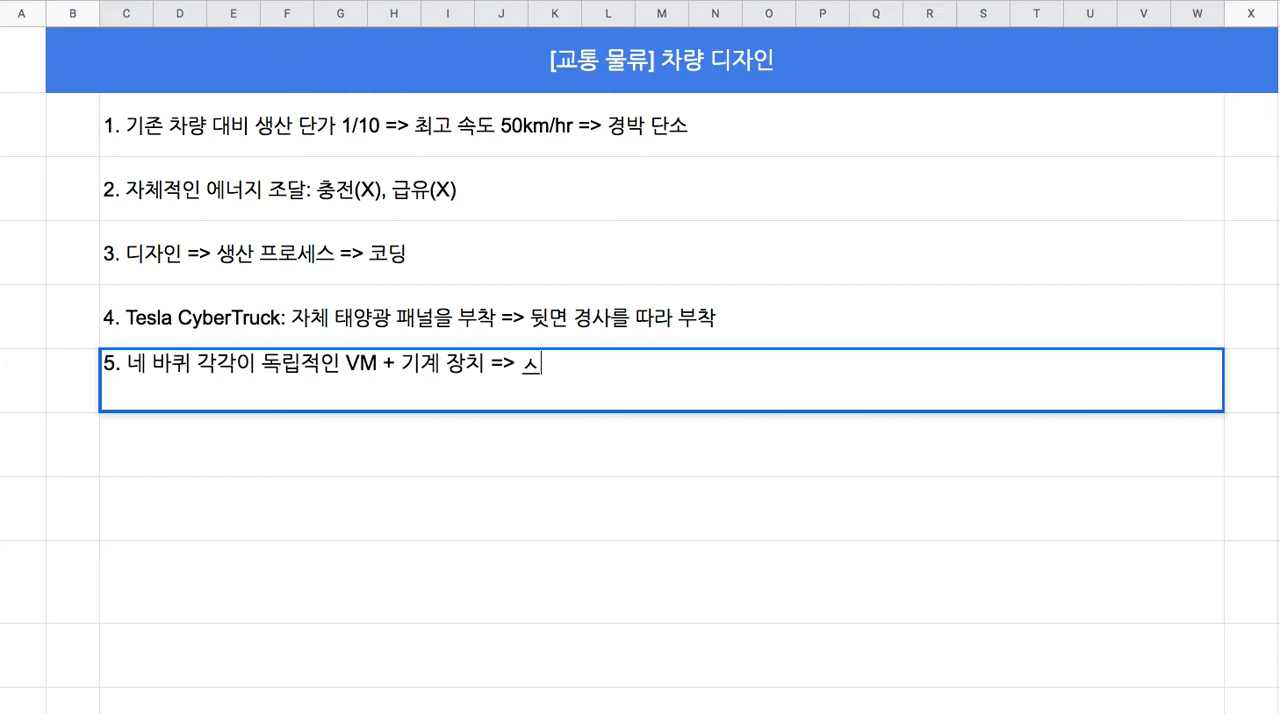 A B C D E F G H I J K L M N O P Q R S T U V W X
[교통 물류] 차량 디자인
1. 기존 차량 대비 생산 단가 1/10 => 최고 속도 50km/hr => 경박 단소
2. 자체적인 에너지 조달: 충전(X), 급유(X)
3. 디자인 => 생산 프로세스 => 코딩
4. Tesla CyberTruck: 자체 태양광 패널을 부착 => 뒷면 경사를 따라 부착
5. 네 바퀴 각각이 독립적인 VM + 기계 장치 => ㅅ